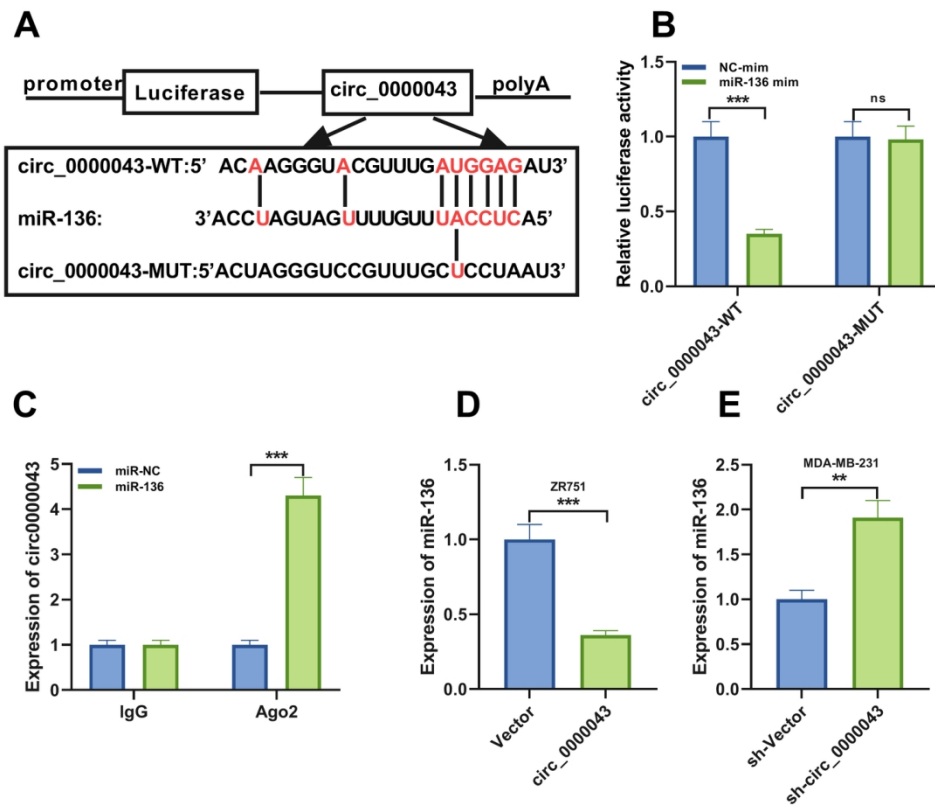 A
promoter
Luciferase
circ_0000043
polyA
circ_0000043-WT:5’ ACAAGGGUACGUUUGAUGGAGAU3’
miR-136: 3’ACCUAGUAGUUUUGUUUACCUCA5’
circ_0000043-MUT:5’ACUAGGGUCCGUUUGCUCCUAAU3’
B
NC-mim
miR-136 mim
Relative luciferase activity
1.5
1.0
0.5
0.0
***
ns
circ_0000043-WT
circ_0000043-MUT
C
miR-NC
miR-136
Expression of circ0000043
5
4
3
2
1
0
***
IgG
Ago2
D
Expression of miR-136
1.5
1.0
0.5
0.0
ZR751
***
Vector
circ_0000043
E
Expression of miR-136
2.5
2.0
1.5
1.0
0.5
0.0
MDA-MB-231
**
sh-Vector
sh-circ_0000043